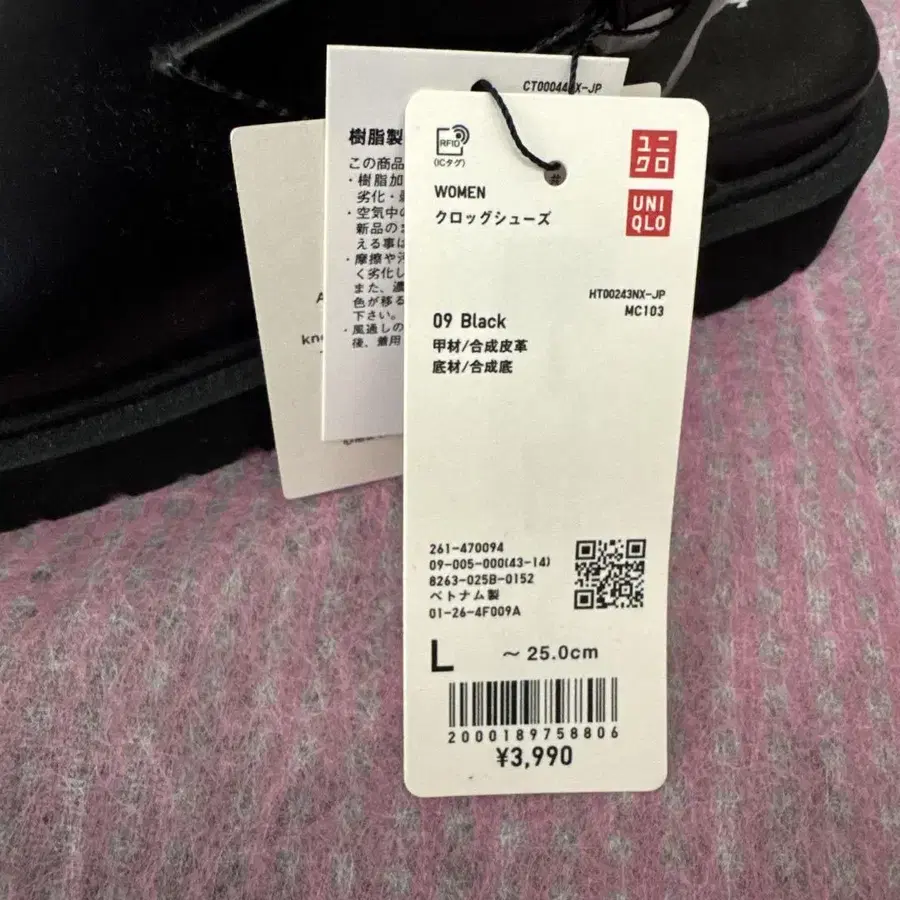 CT00044
X-JP
樹脂製
この商品
・樹脂加
劣化・
・空気中の
新品の
える事は
・摩擦や
く劣化し
また、濃
色が移る
下さい。
・風通しの
後、着用
RFID
(ICタグ)
ユニ
クロ
UNI
QLO
WOMEN
クロッグシューズ
HT00243NX-JP
MC103
09 Black
甲材/合成皮革
底材/合成底
261-470094
09-005-000(43-14)
8263-025B-0152
ベトナム製
01-26-4F009A
L ～25.0cm
2000189758806
¥3,990